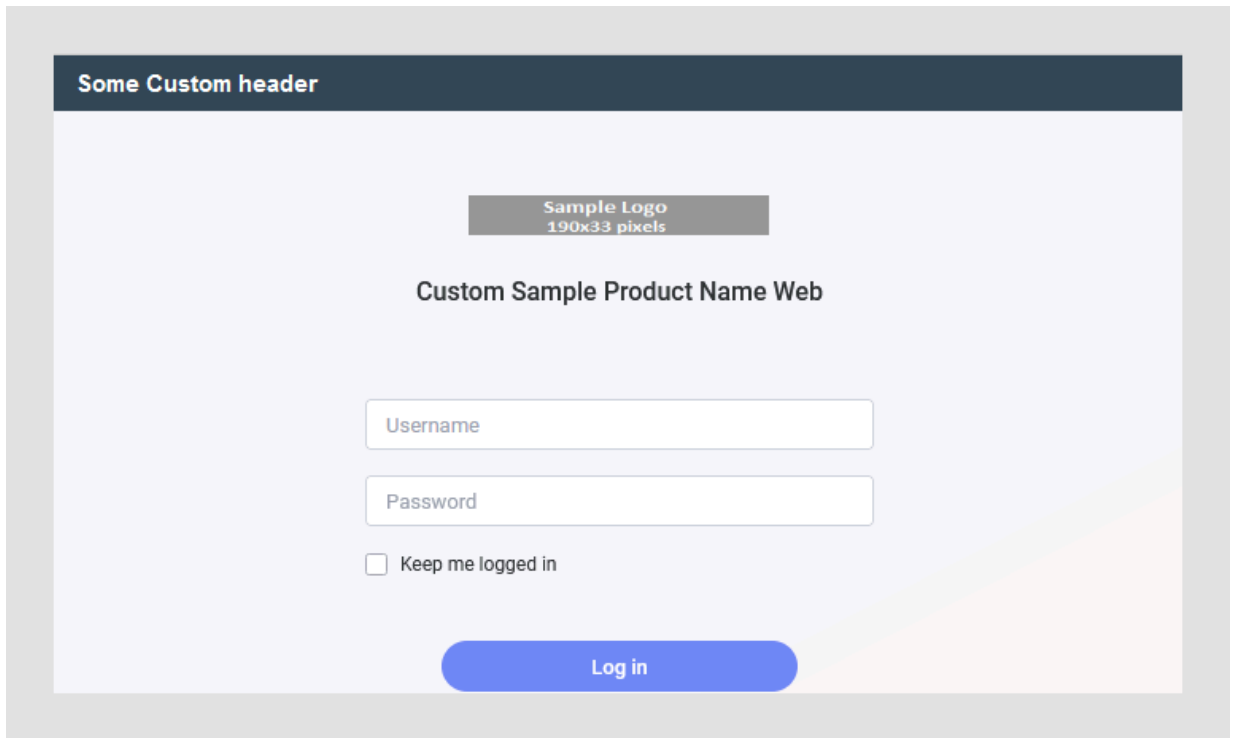 Some Custom header
Sample Logo
190x33 pixels
Custom Sample Product Name Web
Username
Password
Keep me logged in
Log in